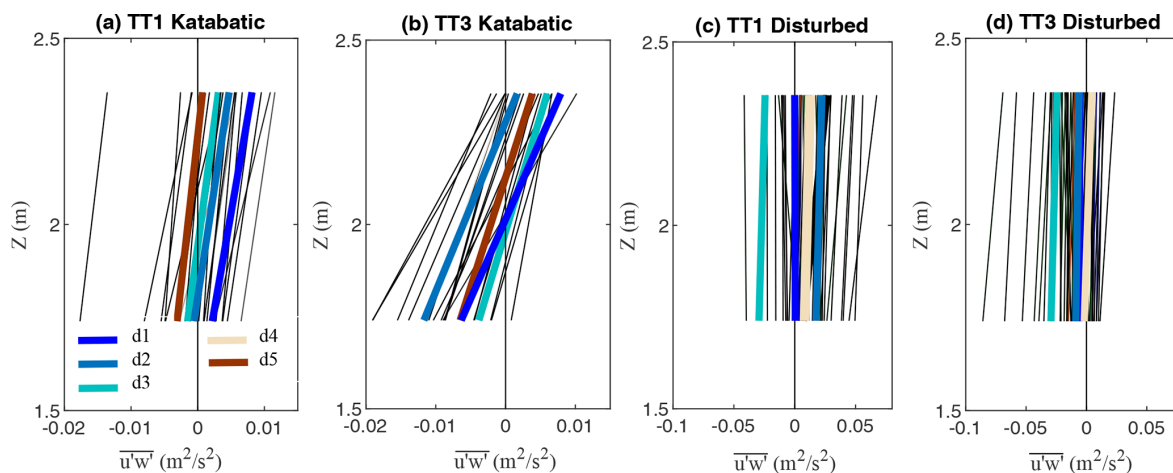 (a) TT1 Katabatic
(b) TT3 Katabatic
(c) TT1 Disturbed
(d) TT3 Disturbed
2.5
2
1.5
Z (m)
-0.02
-0.01
0
0.01
u'w' (m²/s²)
d1
d2
d3
d4
d5
2.5
2
1.5
Z (m)
-0.02
-0.01
0
0.01
u'w' (m²/s²)
2.5
2
1.5
Z (m)
-0.1
-0.05
0
0.05
u'w' (m²/s²)
2.5
2
1.5
Z (m)
-0.1
-0.05
0
0.05
u'w' (m²/s²)